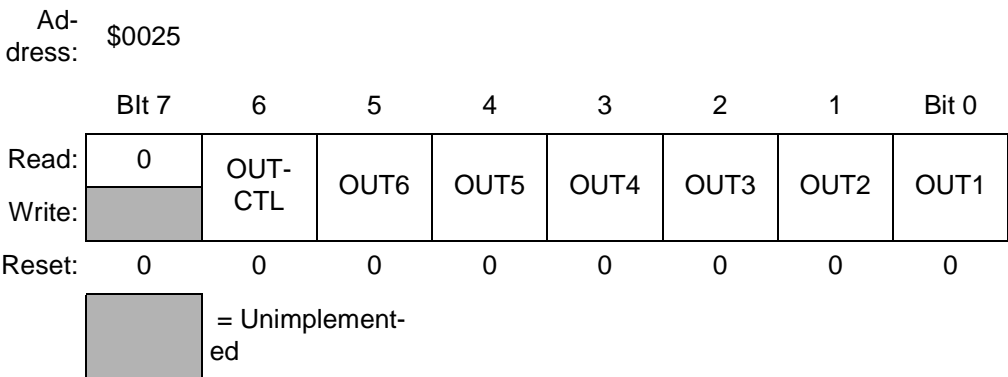 Ad-
dress: $0025
BIt 7 6 5 4 3 2 1 Bit 0
Read: 0 OUT-
CTL OUT6 OUT5 OUT4 OUT3 OUT2 OUT1
Write:
Reset: 0 0 0 0 0 0 0 0
= Unimplement-
ed